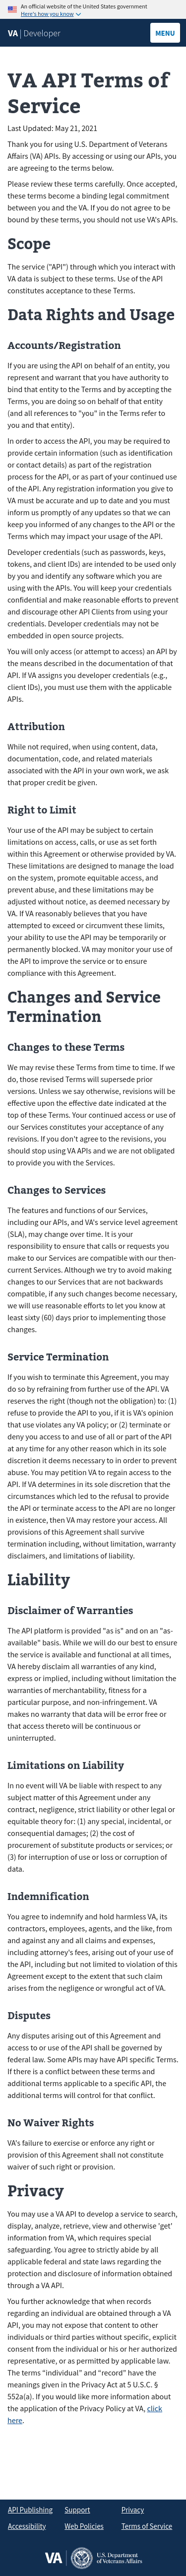 An official website of the United States government
Here's how you know
VA | Developer
MENU
VA API Terms of
Service
Last Updated: May 21, 2021
Thank you for using U.S. Department of Veterans
Affairs (VA) APIs. By accessing or using our APIs, you
are agreeing to the terms below.
Please review these terms carefully. Once accepted,
these terms become a binding legal commitment
between you and the VA. If you do not agree to be
bound by these terms, you should not use VA's APIs.
Scope
The service ("API") through which you interact with
VA data is subject to these terms. Use of the API
constitutes acceptance to these Terms.
Data Rights and Usage
Accounts/Registration
If you are using the API on behalf of an entity, you
represent and warrant that you have authority to
bind that entity to the Terms and by accepting the
Terms, you are doing so on behalf of that entity
(and all references to "you" in the Terms refer to
you and that entity).
In order to access the API, you may be required to
provide certain information (such as identification
or contact details) as part of the registration
process for the API, or as part of your continued use
of the API. Any registration information you give to
VA must be accurate and up to date and you must
inform us promptly of any updates so that we can
keep you informed of any changes to the API or the
Terms which may impact your usage of the API.
Developer credentials (such as passwords, keys,
tokens, and client IDs) are intended to be used only
by you and identify any software which you are
using with the APIs. You will keep your credentials
confidential and make reasonable efforts to prevent
and discourage other API Clients from using your
credentials. Developer credentials may not be
embedded in open source projects.
You will only access (or attempt to access) an API by
the means described in the documentation of that
API. If VA assigns you developer credentials (e.g.,
client IDs), you must use them with the applicable
APIs.
Attribution
While not required, when using content, data,
documentation, code, and related materials
associated with the API in your own work, we ask
that proper credit be given.
Right to Limit
Your use of the API may be subject to certain
limitations on access, calls, or use as set forth
within this Agreement or otherwise provided by VA.
These limitations are designed to manage the load
on the system, promote equitable access, and
prevent abuse, and these limitations may be
adjusted without notice, as deemed necessary by
VA. If VA reasonably believes that you have
attempted to exceed or circumvent these limits,
your ability to use the API may be temporarily or
permanently blocked. VA may monitor your use of
the API to improve the service or to ensure
compliance with this Agreement.
Changes and Service
Termination
Changes to these Terms
We may revise these Terms from time to time. If we
do, those revised Terms will supersede prior
versions. Unless we say otherwise, revisions will be
effective upon the effective date indicated at the
top of these Terms. Your continued access or use of
our Services constitutes your acceptance of any
revisions. If you don't agree to the revisions, you
should stop using VA APIs and we are not obligated
to provide you with the Services.
Changes to Services
The features and functions of our Services,
including our APIs, and VA's service level agreement
(SLA), may change over time. It is your
responsibility to ensure that calls or requests you
make to our Services are compatible with our then-
current Services. Although we try to avoid making
changes to our Services that are not backwards
compatible, if any such changes become necessary,
we will use reasonable efforts to let you know at
least sixty (60) days prior to implementing those
changes.
Service Termination
If you wish to terminate this Agreement, you may
do so by refraining from further use of the API. VA
reserves the right (though not the obligation) to: (1)
refuse to provide the API to you, if it is VA's opinion
that use violates any VA policy; or (2) terminate or
deny you access to and use of all or part of the API
at any time for any other reason which in its sole
discretion it deems necessary to in order to prevent
abuse. You may petition VA to regain access to the
API. If VA determines in its sole discretion that the
circumstances which led to the refusal to provide
the API or terminate access to the API are no longer
in existence, then VA may restore your access. All
provisions of this Agreement shall survive
termination including, without limitation, warranty
disclaimers, and limitations of liability.
Liability
Disclaimer of Warranties
The API platform is provided "as is" and on an "as-
available" basis. While we will do our best to ensure
the service is available and functional at all times,
VA hereby disclaim all warranties of any kind,
express or implied, including without limitation the
warranties of merchantability, fitness for a
particular purpose, and non-infringement. VA
makes no warranty that data will be error free or
that access thereto will be continuous or
uninterrupted.
Limitations on Liability
In no event will VA be liable with respect to any
subject matter of this Agreement under any
contract, negligence, strict liability or other legal or
equitable theory for: (1) any special, incidental, or
consequential damages; (2) the cost of
procurement of substitute products or services; or
(3) for interruption of use or loss or corruption of
data.
Indemnification
You agree to indemnify and hold harmless VA, its
contractors, employees, agents, and the like, from
and against any and all claims and expenses,
including attorney's fees, arising out of your use of
the API, including but not limited to violation of this
Agreement except to the extent that such claim
arises from the negligence or wrongful act of VA.
Disputes
Any disputes arising out of this Agreement and
access to or use of the API shall be governed by
federal law. Some APIs may have API specific Terms.
If there is a conflict between these terms and
additional terms applicable to a specific API, the
additional terms will control for that conflict.
No Waiver Rights
VA's failure to exercise or enforce any right or
provision of this Agreement shall not constitute
waiver of such right or provision.
Privacy
You may use a VA API to develop a service to search,
display, analyze, retrieve, view and otherwise 'get'
information from VA, which requires special
safeguarding. You agree to strictly abide by all
applicable federal and state laws regarding the
protection and disclosure of information obtained
through a VA API.
You further acknowledge that when records
regarding an individual are obtained through a VA
API, you may not expose that content to other
individuals or third parties without specific, explicit
consent from the individual or his or her authorized
representative, or as permitted by applicable law.
The terms “individual” and "record” have the
meanings given in the Privacy Act at 5 U.S.C. §
552a(a). If you would like more information about
the application of the Privacy Policy at VA, click
here.
API Publishing
Support
Privacy
Accessibility
Web Policies
Terms of Service
VA | U.S. Department
of Veterans Affairs